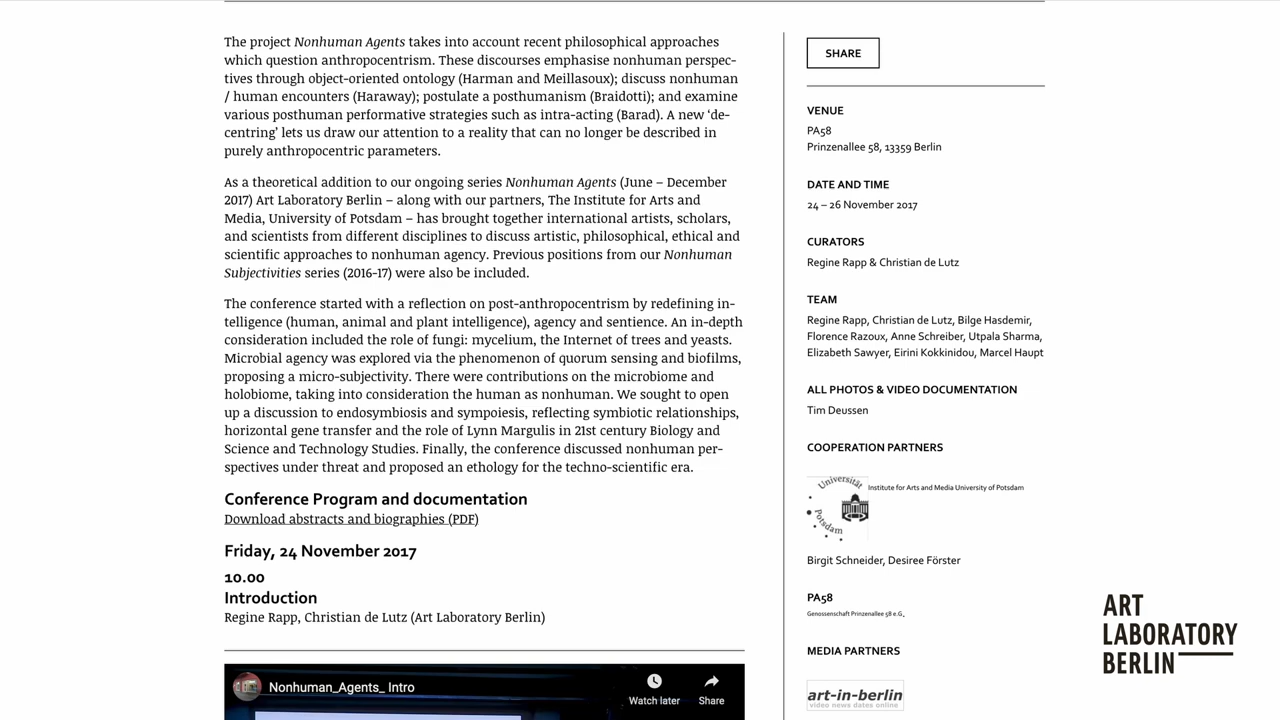 The project Nonhuman Agents takes into account recent philosophical approaches
which question anthropocentrism. These discourses emphasise nonhuman perspec-
tives through object-oriented ontology (Harman and Meillasoux); discuss nonhuman
/ human encounters (Haraway); postulate a posthumanism (Braidotti); and examine
various posthuman performative strategies such as intra-acting (Barad). A new ‘de-
centring’ lets us draw our attention to a reality that can no longer be described in
purely anthropocentric parameters.
As a theoretical addition to our ongoing series Nonhuman Agents (June – December
2017) Art Laboratory Berlin – along with our partners, The Institute for Arts and
Media, University of Potsdam – has brought together international artists, scholars,
and scientists from different disciplines to discuss artistic, philosophical, ethical and
scientific approaches to nonhuman agency. Previous positions from our Nonhuman
Subjectivities series (2016-17) were also be included.
The conference started with a reflection on post-anthropocentrism by redefining in-
telligence (human, animal and plant intelligence), agency and sentience. An in-depth
consideration included the role of fungi: mycelium, the Internet of trees and yeasts.
Microbial agency was explored via the phenomenon of quorum sensing and biofilms,
proposing a micro-subjectivity. There were contributions on the microbiome and
holobiome, taking into consideration the human as nonhuman. We sought to open
up a discussion to endosymbiosis and sympoiesis, reflecting symbiotic relationships,
horizontal gene transfer and the role of Lynn Margulis in 21st century Biology and
Science and Technology Studies. Finally, the conference discussed nonhuman per-
spectives under threat and proposed an ethology for the techno-scientific era.
Conference Program and documentation
Download abstracts and biographies (PDF)
Friday, 24 November 2017
10.00
Introduction
Regine Rapp, Christian de Lutz (Art Laboratory Berlin)
Nonhuman_Agents_ Intro
Watch later
Share
SHARE
VENUE
PA58
Prinzenallee 58, 13359 Berlin
DATE AND TIME
24 – 26 November 2017
CURATORS
Regine Rapp & Christian de Lutz
TEAM
Regine Rapp, Christian de Lutz, Bilge Hasdemir,
Florence Razoux, Anne Schreiber, Utpala Sharma,
Elizabeth Sawyer, Eirini Kokkinidou, Marcel Haupt
ALL PHOTOS & VIDEO DOCUMENTATION
Tim Deussen
COOPERATION PARTNERS
Universität
Potsdam
Institute for Arts and Media University of Potsdam
Birgit Schneider, Desiree Förster
PA58
Genossenschaft Prinzenallee 58 e.G.
MEDIA PARTNERS
art-in-berlin
video news dates online
ART
LABORATORY
BERLIN